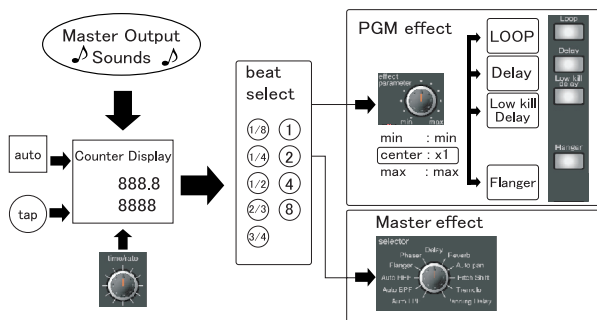 Master Output
Sounds
auto
tap
Counter Display
888.8
8888
time/ratio
beat
select
1/8 1
1/4 2
1/2 4
2/3 8
3/4
PGM effect
effect
parameter
min max
min : min
center : x1
max : max
LOOP
Delay
Low kill
Delay
Flanger
Loop
Delay
Low kill
delay
Master effect
selector
Delay
Phaser Reverb
Flanger Auto pan
Auto HPF Pitch Shift
Auto BPF Tremolo
Auto LPF Panning Delay